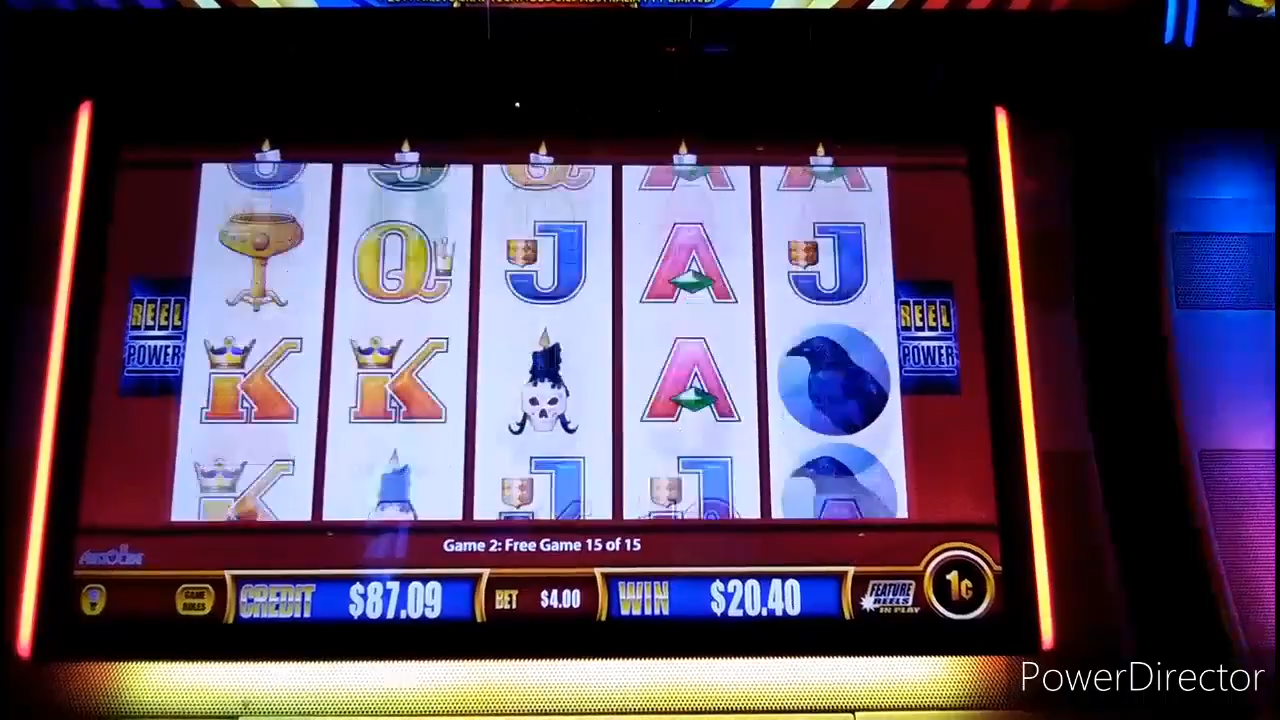 Q
J
A
J
REEL
POWER
REEL
POWER
K
K
A
K
J
J
Game 2: Free Game 15 of 15
GAME
RULES
CREDIT $87.09
BET $4.00
WIN $20.40
FEATURE
REELS
IN PLAY
1¢
PowerDirector